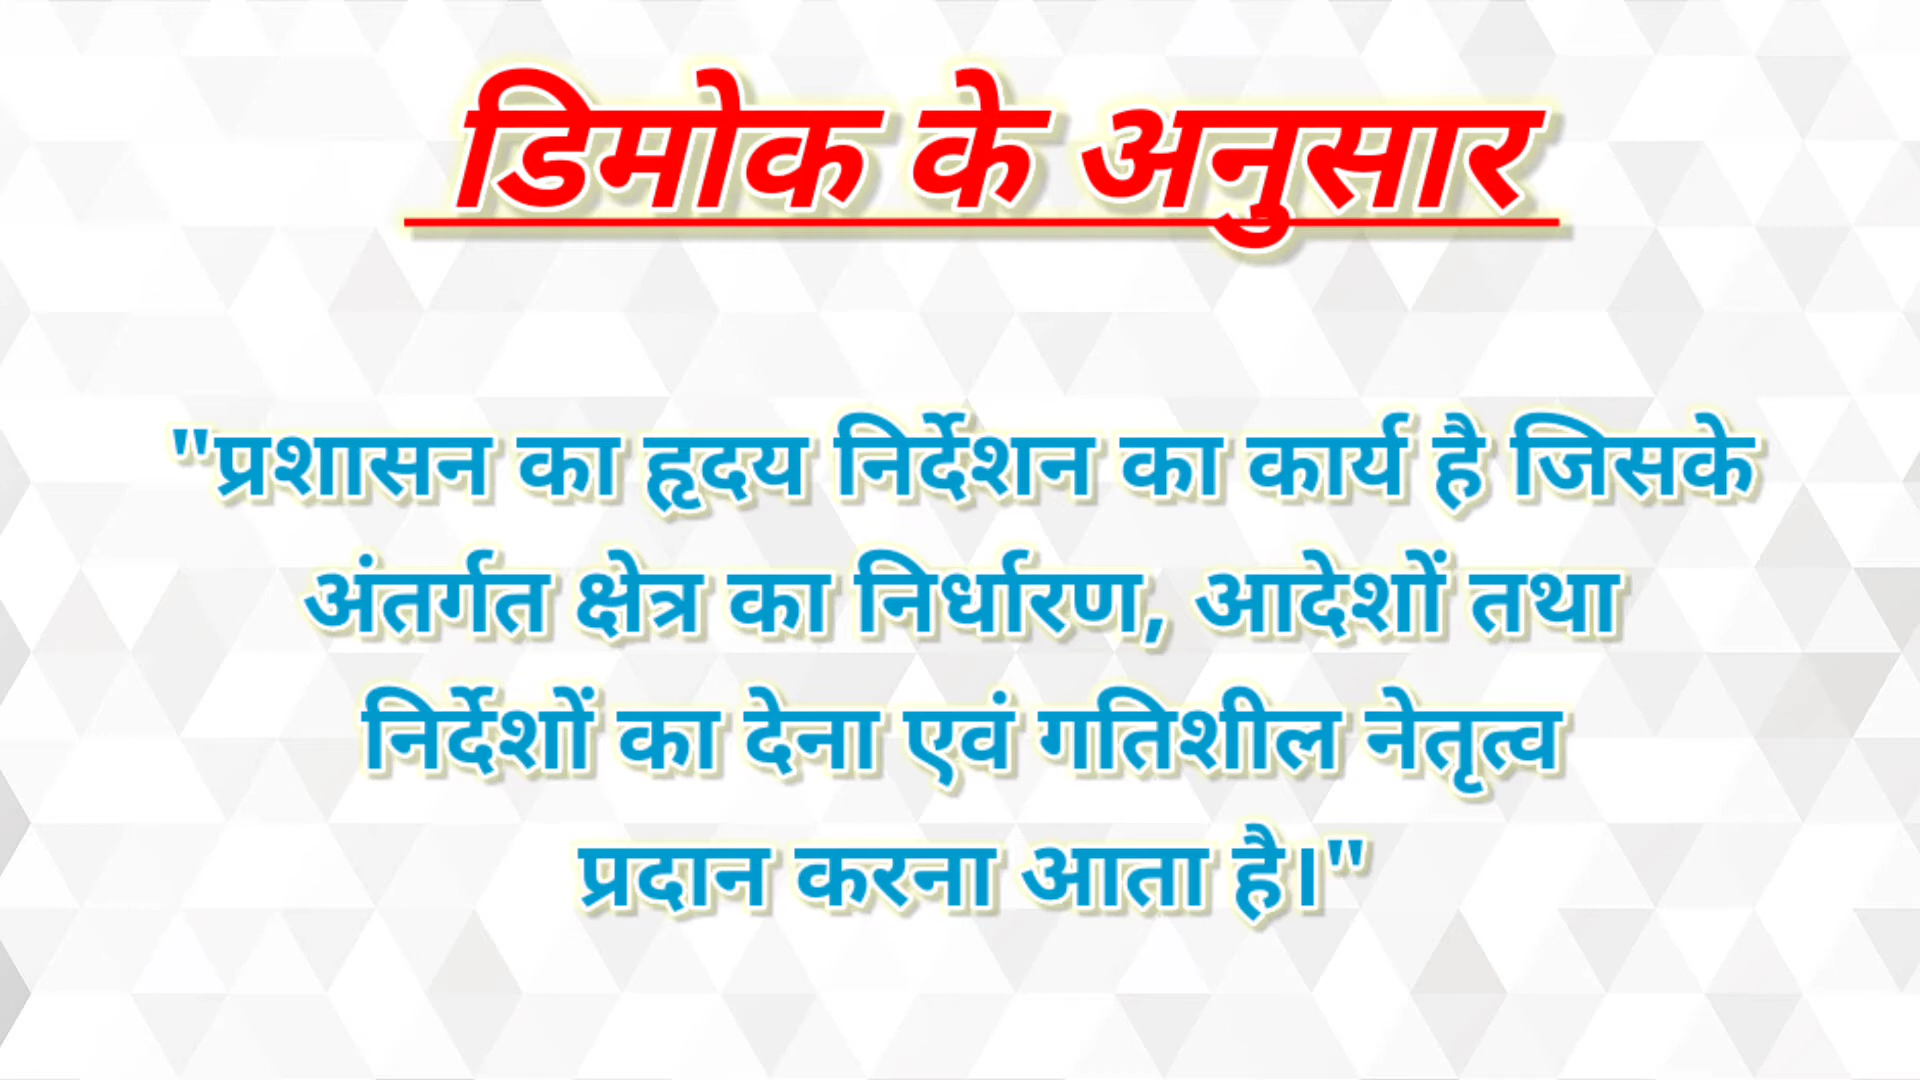 डिमोक के अनुसार
"प्रशासन का हृदय निर्देशन का कार्य है जिसके
अंतर्गत क्षेत्र का निर्धारण, आदेशों तथा
निर्देशों का देना एवं गतिशील नेतृत्व
प्रदान करना आता है।"